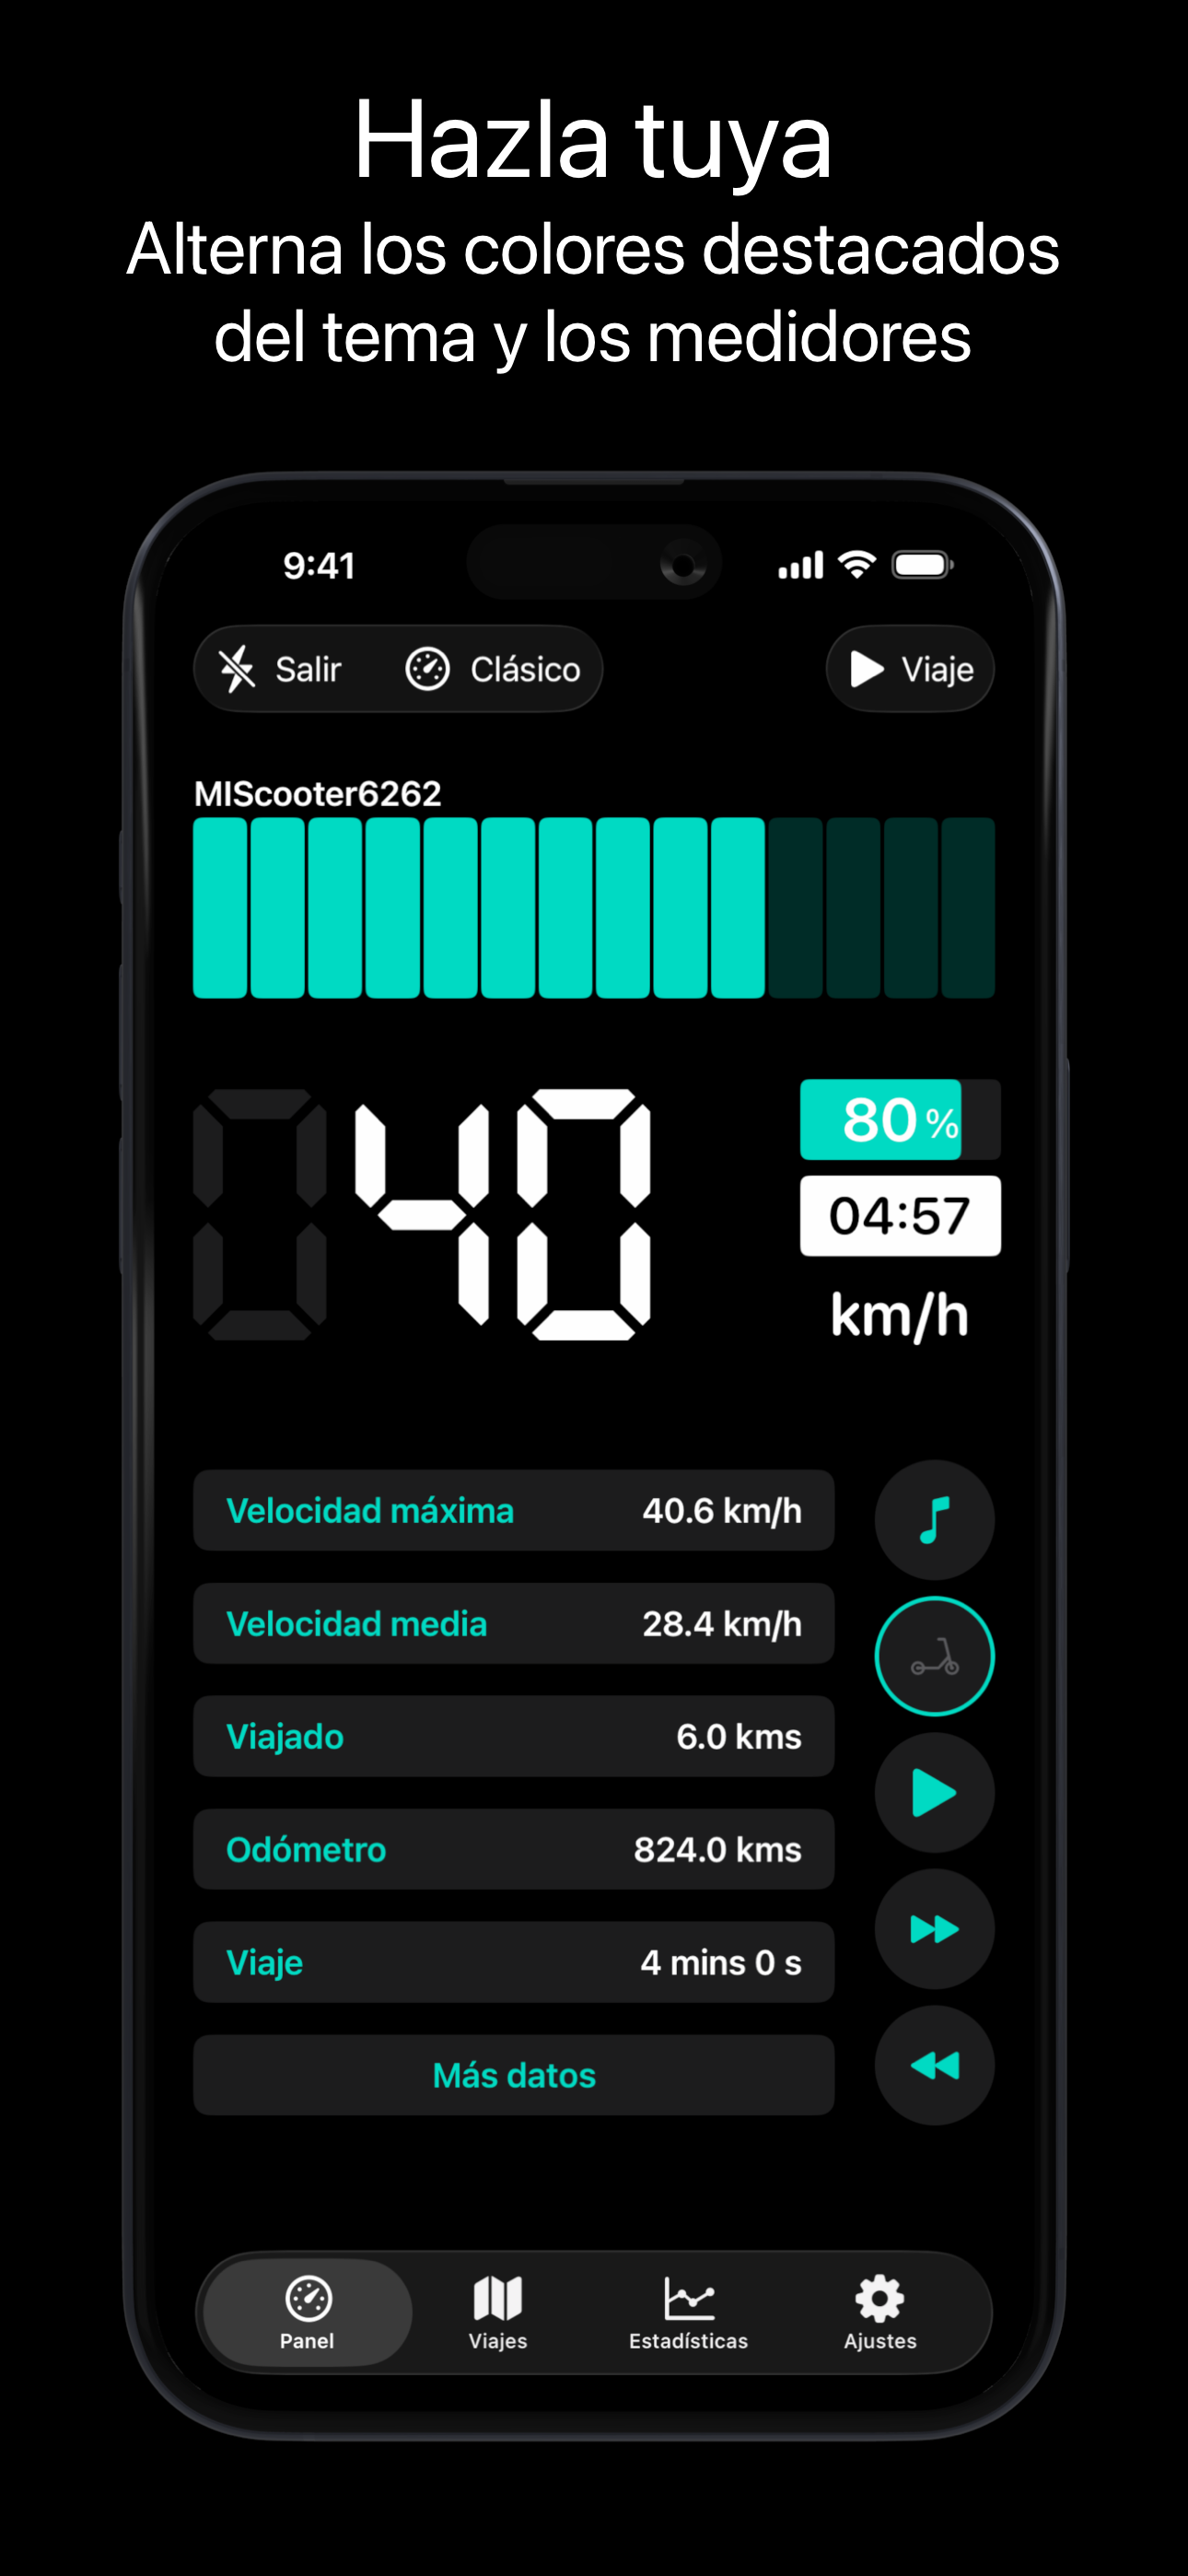 Hazla tuya
Alterna los colores destacados
del tema y los medidores
9:41
Salir
Clásico
Viaje
MIScooter6262
40
80 %
04:57
km/h
Velocidad máxima 40.6 km/h
Velocidad media 28.4 km/h
Viajado 6.0 kms
Odómetro 824.0 kms
Viaje 4 mins 0 s
Más datos
Panel
Viajes
Estadísticas
Ajustes